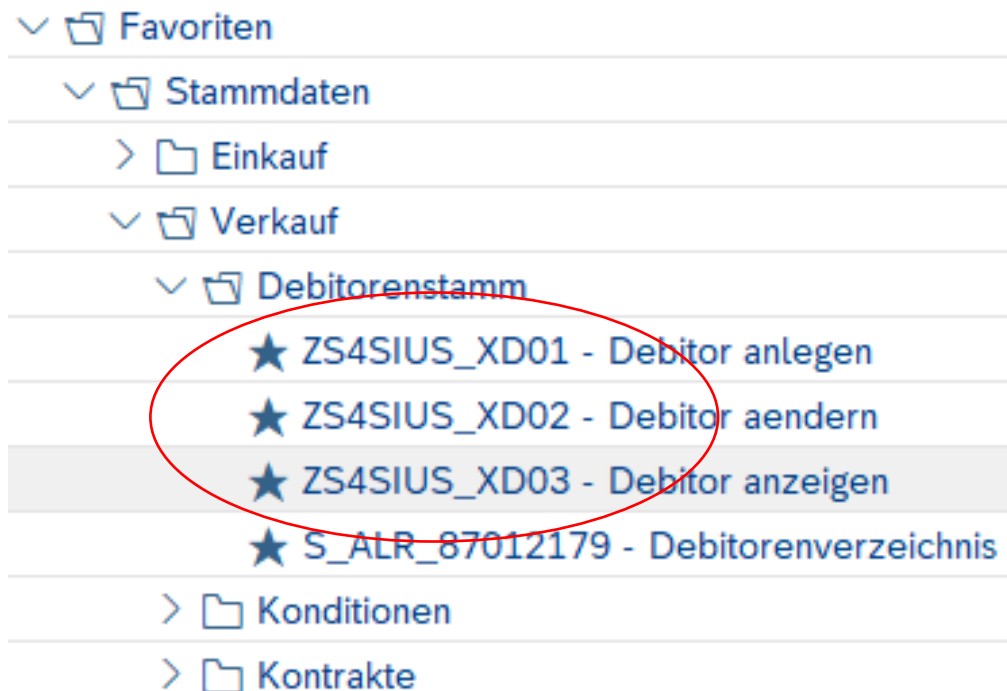 Favoriten
Stammdaten
Einkauf
Verkauf
Debitorenstamm
ZS4SIUS_XD01 - Debitor anlegen
ZS4SIUS_XD02 - Debitor aendern
ZS4SIUS_XD03 - Debitor anzeigen
S_ALR_87012179 - Debitorenverzeichnis
Konditionen
Kontrakte